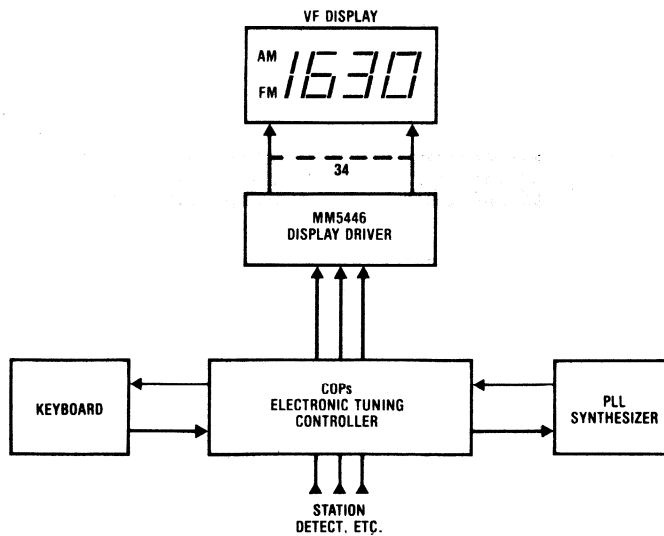 VF DISPLAY
AM
FM
1630
34
MM5446
DISPLAY DRIVER
KEYBOARD
COPs
ELECTRONIC TUNING
CONTROLLER
PLL
SYNTHESIZER
STATION
DETECT, ETC.